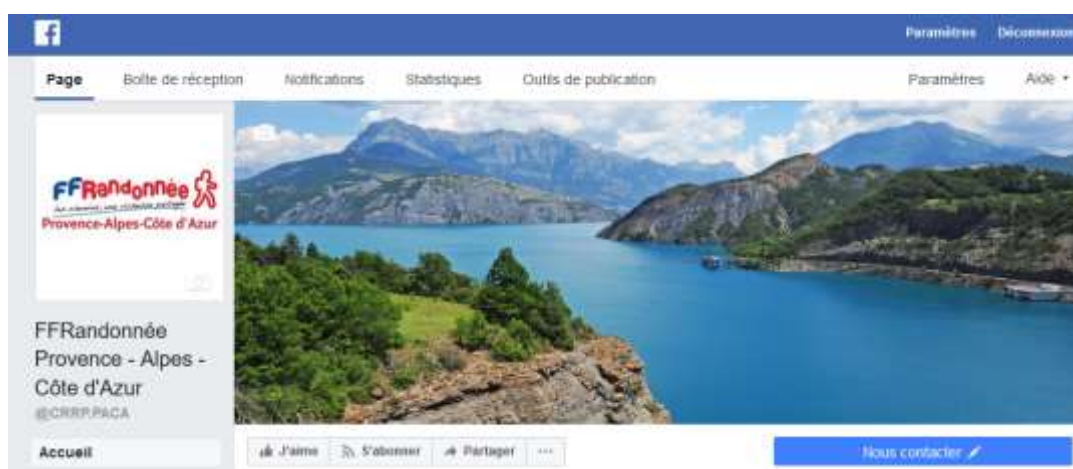 f
Paramètres Déconnexion
Page Boîte de réception Notifications Statistiques Outils de publication Paramètres Aide
FFRandonnée
Provence-Alpes-Côte d'Azur
FFRandonnée
Provence - Alpes -
Côte d'Azur
@CRRP.PACA
Accueil J'aime S'abonner Partager ... Nous contacter